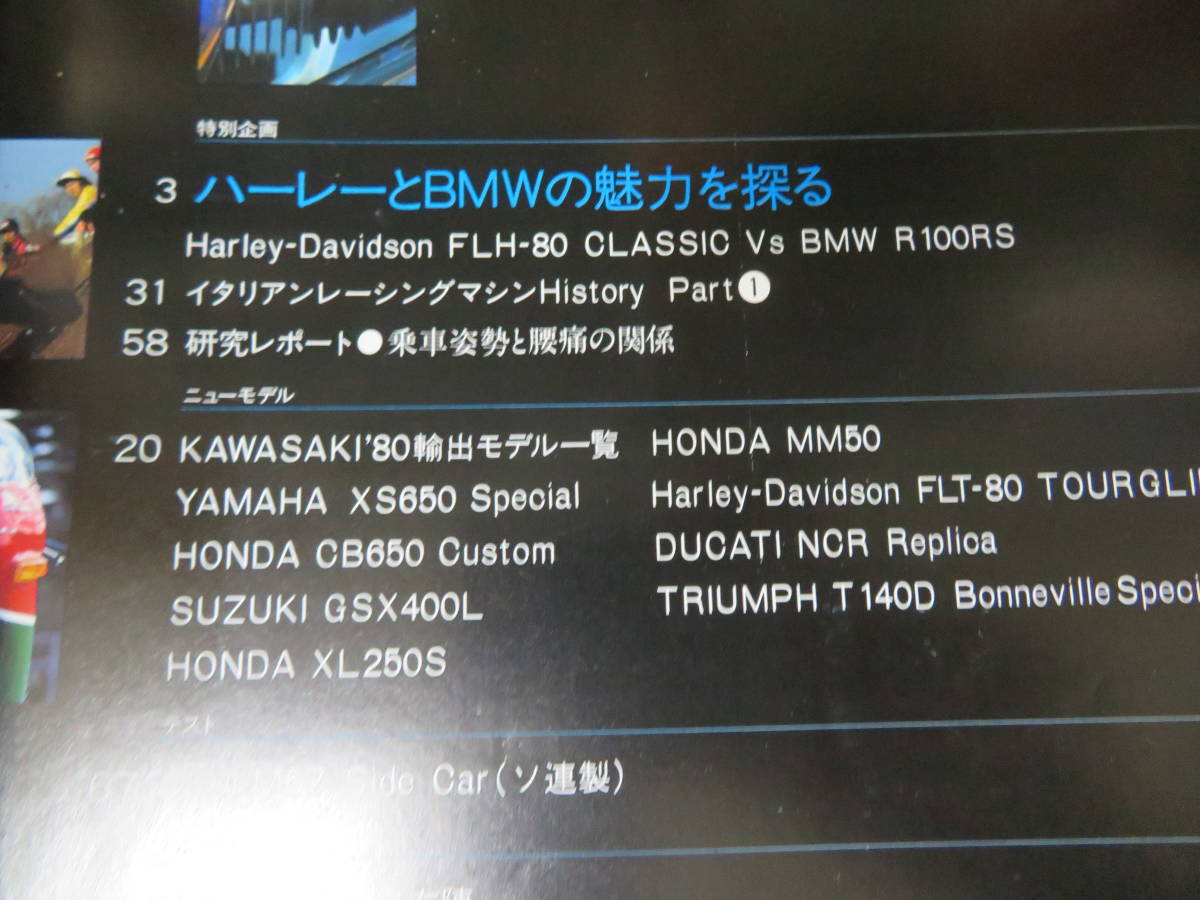 特別企画
3 ハーレーとBMWの魅力を探る
Harley-Davidson FLH-80 CLASSIC Vs BMW R100RS
31 イタリアンレーシングマシンHistory Part①
58 研究レポート●乗車姿勢と腰痛の関係
ニューモデル
20 KAWASAKI'80輸出モデル一覧
YAMAHA XS650 Special
HONDA CB650 Custom
SUZUKI GSX400L
HONDA XL250S
HONDA MM50
Harley-Davidson FLT-80 TOURGLI
DUCATI NCR Replica
TRIUMPH T140D Bonneville Speci
テスト
Side Car(ソ連製)